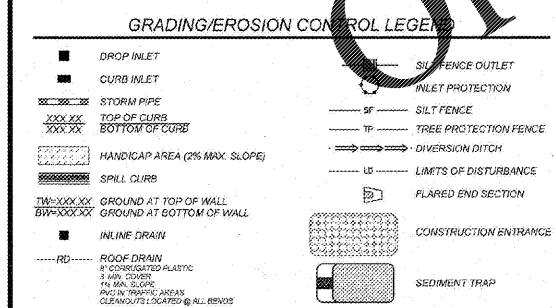 GRADING/EROSION CONTROL LEGEND
DROP INLET
CURB INLET
STORM PIPE
XXX.XX TOP OF CURB
XXX.XX BOTTOM OF CURB
HANDICAP AREA (2% MAX. SLOPE)
SPILL CURB
TW=XXX.XX GROUND AT TOP OF WALL
BW=XXX.XX GROUND AT BOTTOM OF WALL
INLINE DRAIN
RD ROOF DRAIN
8" CORRUGATED PLASTIC
3' MIN. COVER
1% MIN. SLOPE
PVC IN TRAFFIC AREAS
CLEANOUTS LOCATED @ ALL BENDS
SILT FENCE OUTLET
INLET PROTECTION
SF SILT FENCE
TP TREE PROTECTION FENCE
DIVERSION DITCH
LD LIMITS OF DISTURBANCE
FLARED END SECTION
CONSTRUCTION ENTRANCE
SEDIMENT TRAP